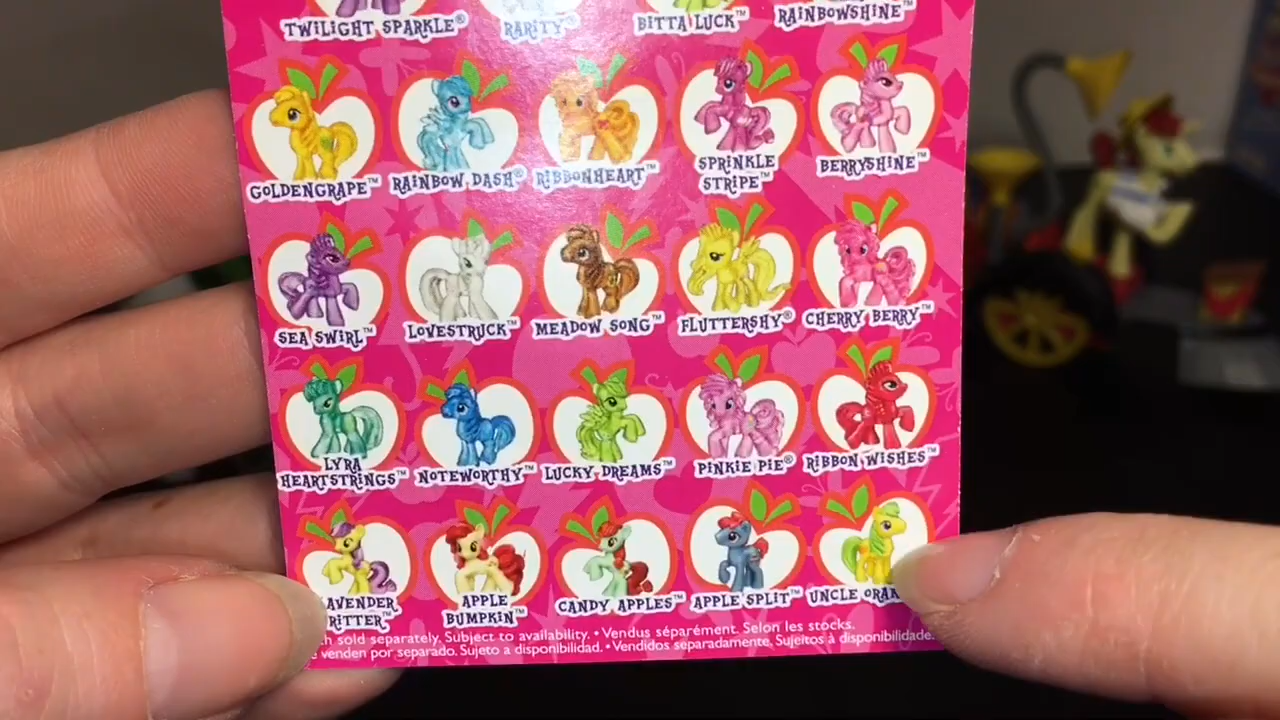 TWILIGHT SPARKLE® RARITY® BITTA LUCK™ RAINBOWSHINE™
GOLDENGRAPE™ RAINBOW DASH® RIBBONHEART™ SPRINKLE STRIPE™ BERRYSHINE™
SEA SWIRL™ LOVESTRUCK™ MEADOW SONG™ FLUTTERSHY® CHERRY BERRY™
LYRA HEARTSTRINGS™ NOTEWORTHY™ LUCKY DREAMS™ PINKIE PIE® RIBBON WISHES™
AVENDER RITTER™ APPLE BUMPKIN™ CANDY APPLES™ APPLE SPLIT™ UNCLE
h sold separately. Subject to availability. • Vendus séparément. Selon les stocks.
e venden por separado. Sujeto a disponibilidad. • Vendidos separadamente. Sujeitos à disponibilidade.